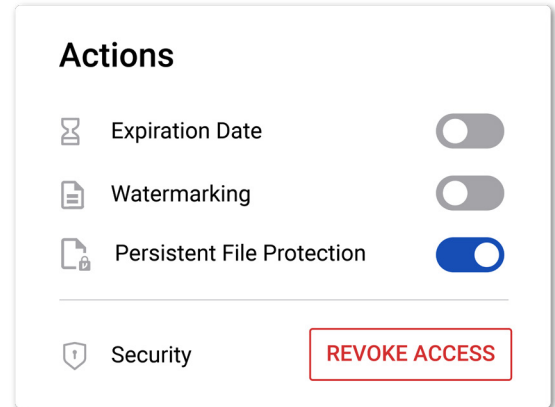 Actions
Expiration Date
Watermarking
Persistent File Protection
Security
REVOKE ACCESS